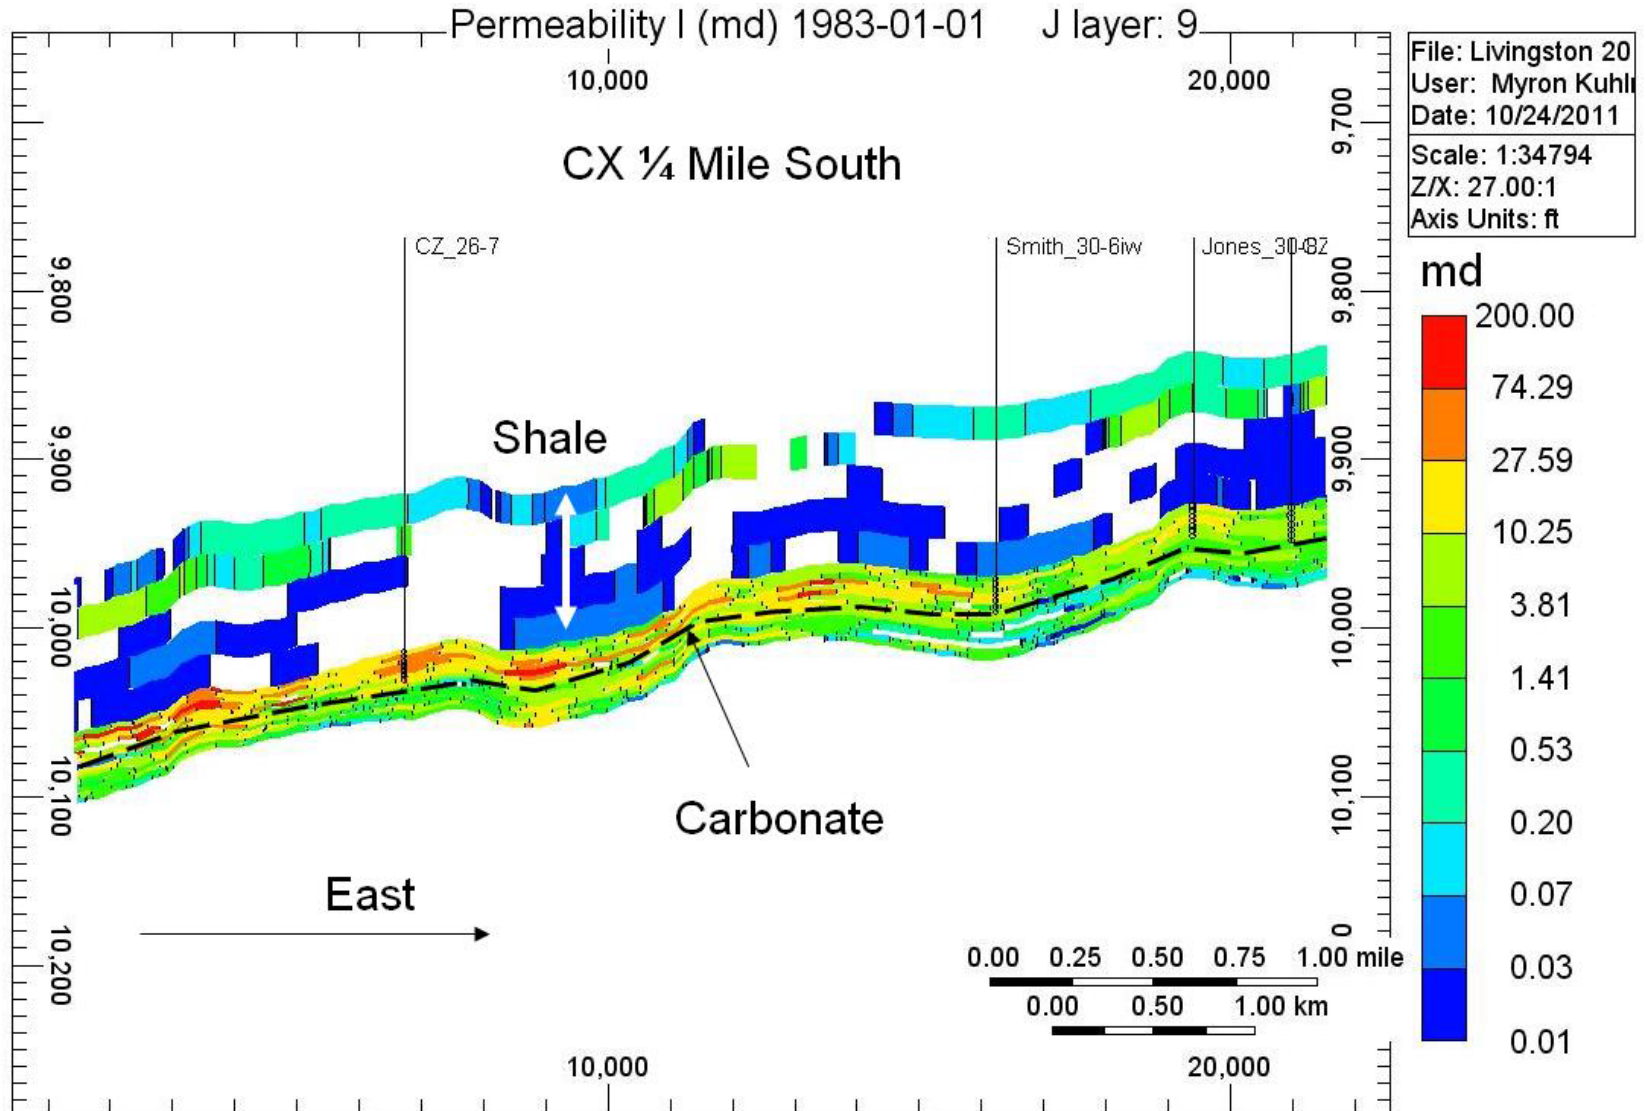 Permeability I (md) 1983-01-01 J layer: 9
10,000
20,000
CX ¼ Mile South
File: Livingston 20
User: Myron Kuhlr
Date: 10/24/2011
Scale: 1:34794
Z/X: 27.00:1
Axis Units: ft
CZ_26-7
Smith_30-6iw
9,700
9,800
9,800
9,900
9,900
10,000
10,000
10,100
10,100
10,200
0
Shale
Carbonate
East
0.00 0.25 0.50 0.75 1.00 mile
0.00 0.50 1.00 km
10,000
20,000
md
200.00
74.29
27.59
10.25
3.81
1.41
0.53
0.20
0.07
0.03
0.01